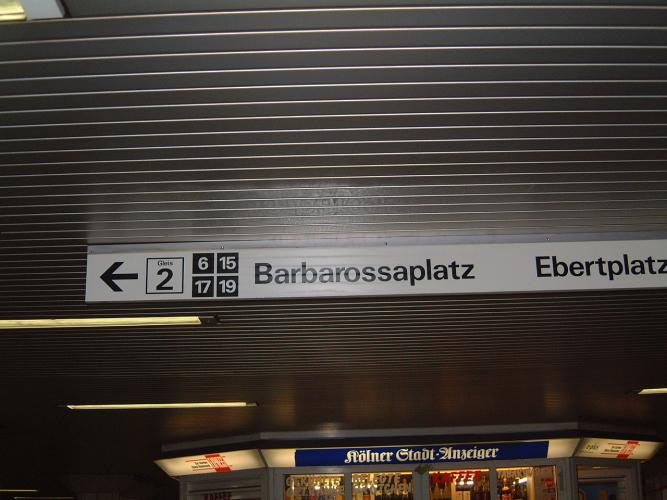 Gleis
2
6 15
17 19
Barbarossaplatz Ebertplatz
Kölner Stadt-Anzeiger